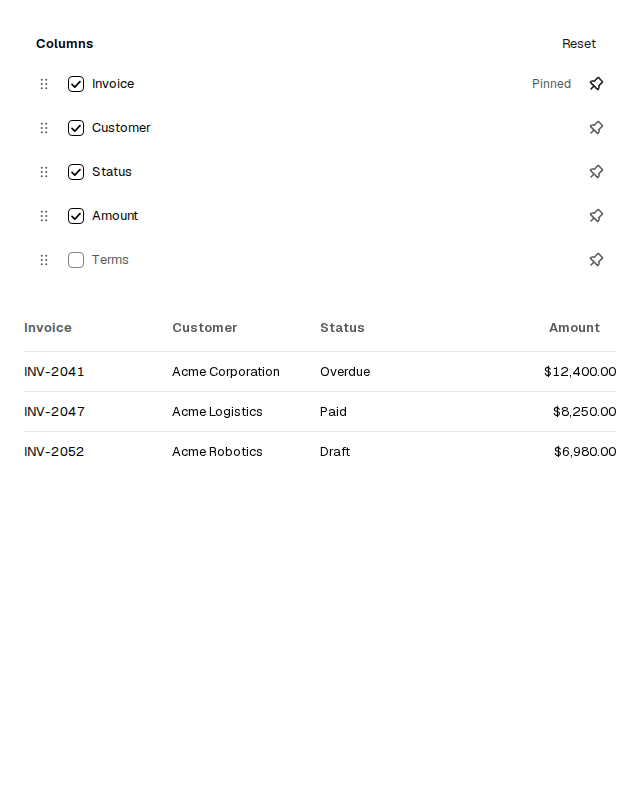 Columns Reset
Invoice Pinned
Customer
Status
Amount
Terms
Invoice Customer Status Amount
INV-2041 Acme Corporation Overdue $12,400.00
INV-2047 Acme Logistics Paid $8,250.00
INV-2052 Acme Robotics Draft $6,980.00